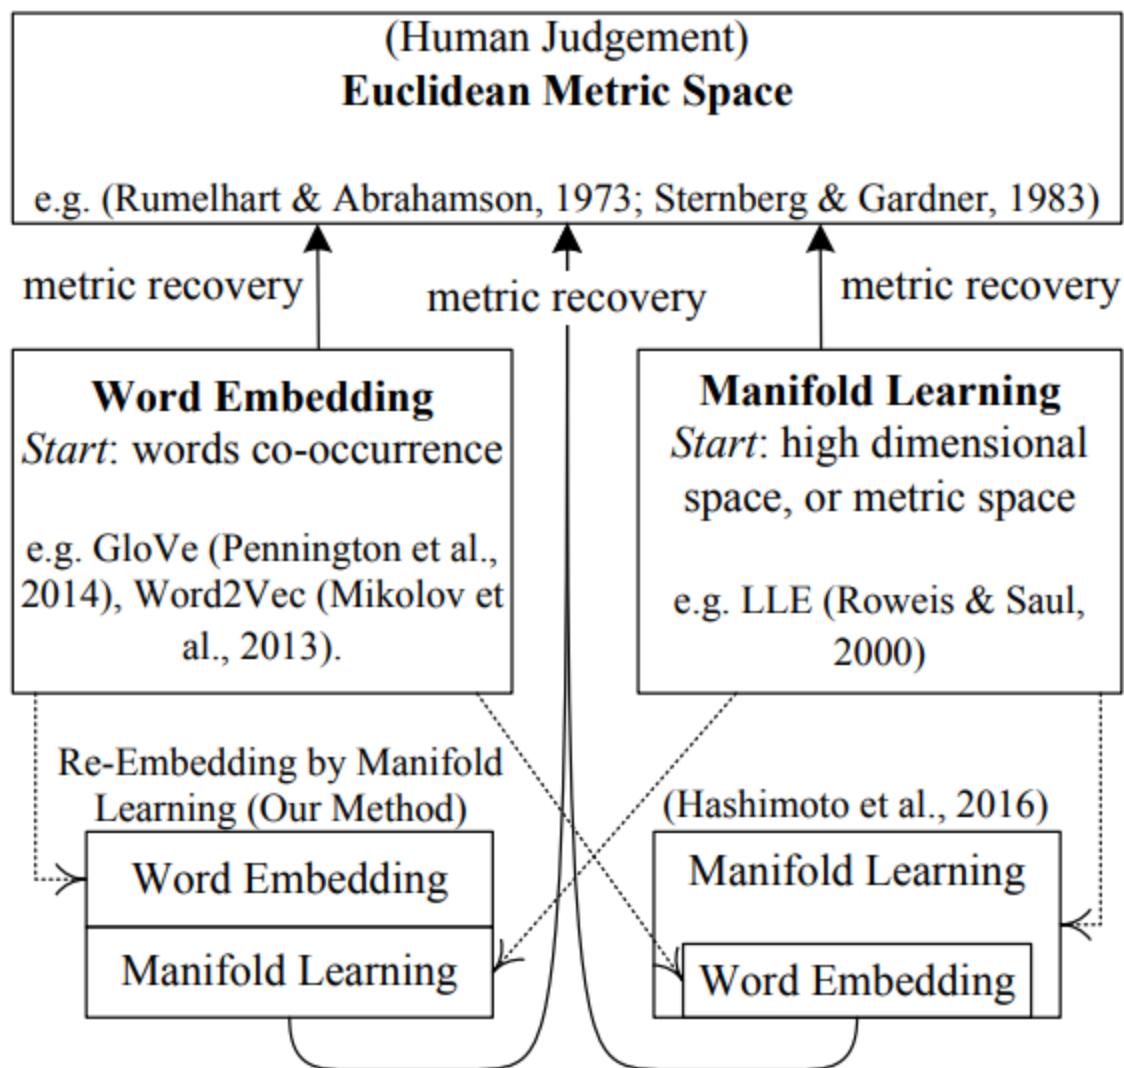 (Human Judgement)
Euclidean Metric Space
e.g. (Rumelhart & Abrahamson, 1973; Sternberg & Gardner, 1983)
metric recovery
metric recovery
metric recovery
Word Embedding
Start: words co-occurrence
e.g. GloVe (Pennington et al.,
2014), Word2Vec (Mikolov et
al., 2013).
Manifold Learning
Start: high dimensional
space, or metric space
e.g. LLE (Roweis & Saul,
2000)
Re-Embedding by Manifold
Learning (Our Method)
Word Embedding
Manifold Learning
(Hashimoto et al., 2016)
Manifold Learning
Word Embedding